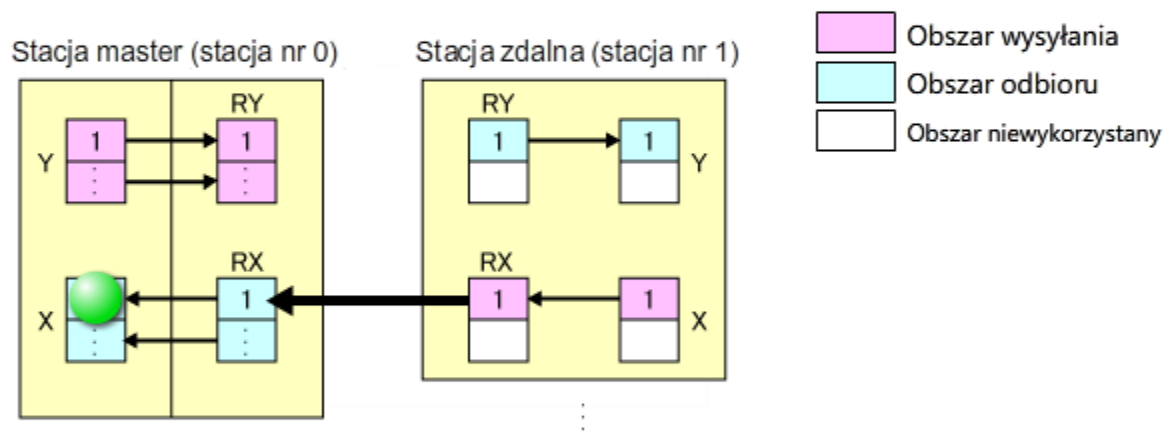 Stacja master (stacja nr 0)
Stacja zdalna (stacja nr 1)
Obszar wysyłania
Obszar odbioru
Obszar niewykorzystany
RY
RY
Y
1
1
1
1
Y
RX
RX
X
1
1
1
X